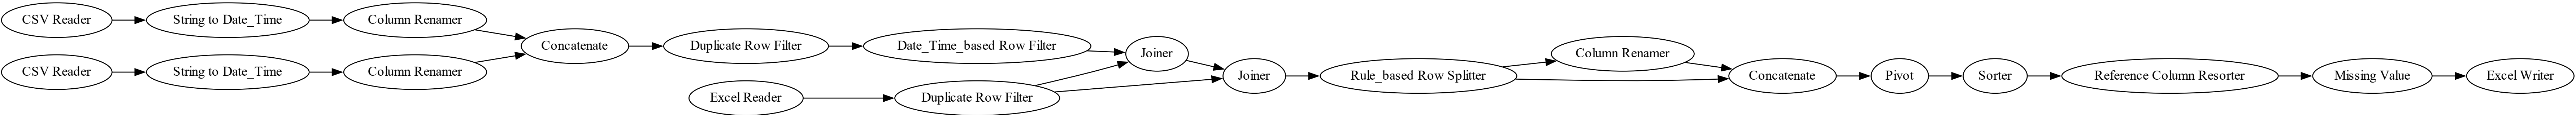 CSV Reader
String to Date_Time
Column Renamer
CSV Reader
String to Date_Time
Column Renamer
Concatenate
Duplicate Row Filter
Date_Time_based Row Filter
Excel Reader
Duplicate Row Filter
Joiner
Joiner
Rule_based Row Splitter
Column Renamer
Concatenate
Pivot
Sorter
Reference Column Resorter
Missing Value
Excel Writer